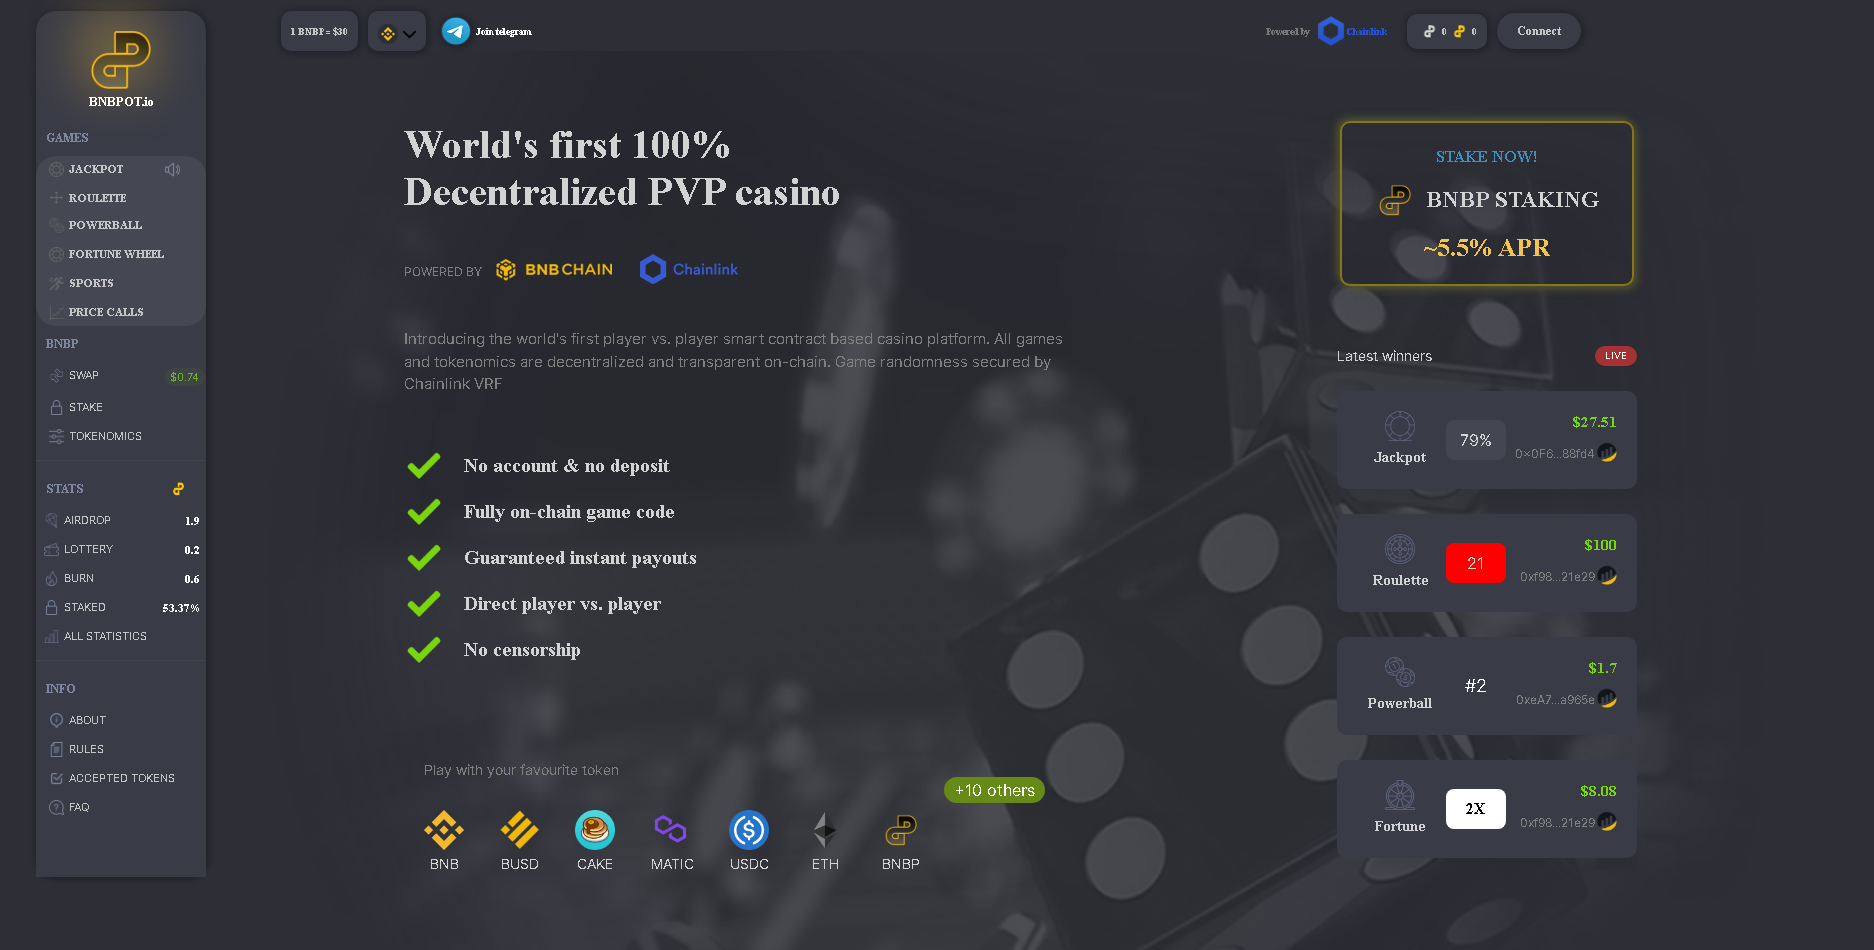 BNBPOT.io
GAMES
JACKPOT
ROULETTE
POWERBALL
FORTUNE WHEEL
SPORTS
PRICE CALLS
BNBP
SWAP $0.74
STAKE
TOKENOMICS
STATS
AIRDROP 1.9
LOTTERY 0.2
BURN 0.6
STAKED 53.37%
ALL STATISTICS
INFO
ABOUT
RULES
ACCEPTED TOKENS
FAQ
1 BNBP = $30
Join telegram
Powered by Chainlink
0 0
Connect
World's first 100%
Decentralized PVP casino
POWERED BY BNB CHAIN Chainlink
Introducing the world's first player vs. player smart contract based casino platform. All games
and tokenomics are decentralized and transparent on-chain. Game randomness secured by
Chainlink VRF
No account & no deposit
Fully on-chain game code
Guaranteed instant payouts
Direct player vs. player
No censorship
Play with your favourite token
+10 others
BNB BUSD CAKE MATIC USDC ETH BNBP
STAKE NOW!
BNBP STAKING
~5.5% APR
Latest winners LIVE
Jackpot 79% $27.51
0x0F6...88fd4
Roulette 21 $100
0xf98...21e29
Powerball #2 $1.7
0xeA7...a965e
Fortune 2X $8.08
0xf98...21e29